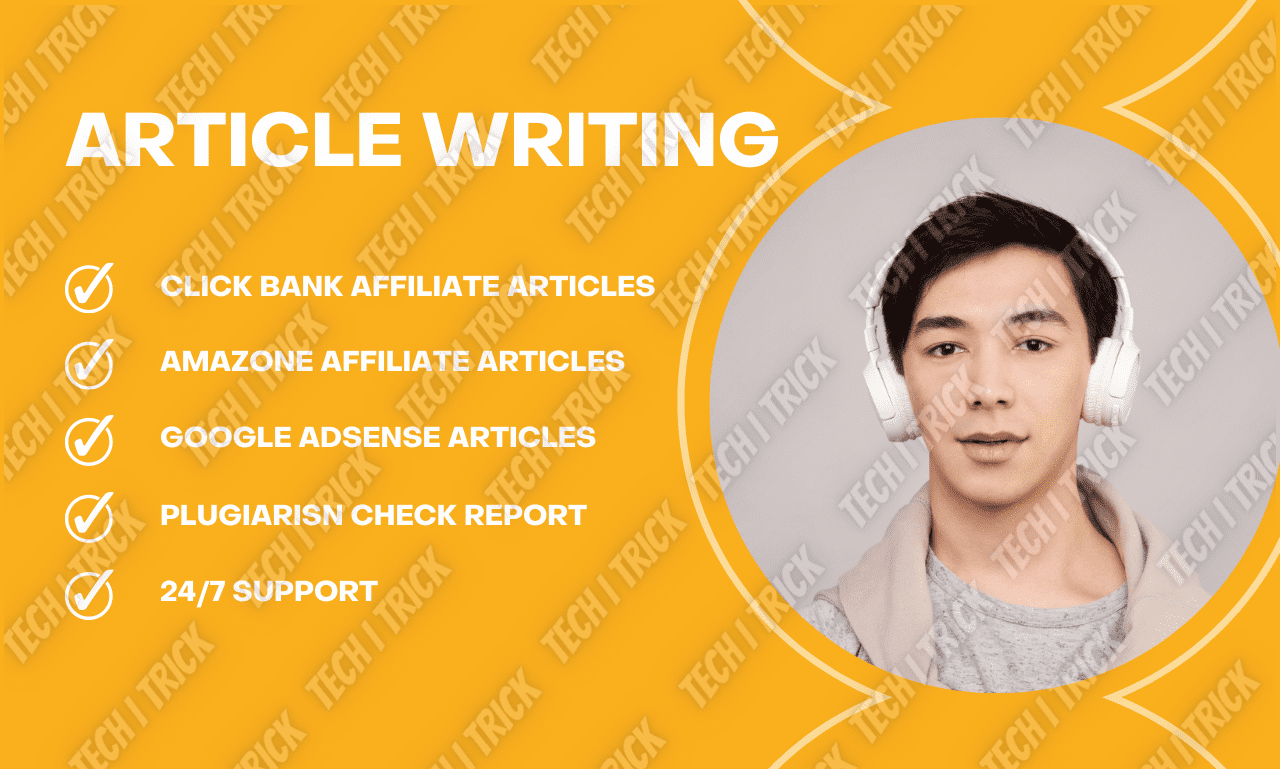 ARTICLE WRITING
CLICK BANK AFFILIATE ARTICLES
AMAZONE AFFILIATE ARTICLES
GOOGLE ADSENSE ARTICLES
PLUGIARISN CHECK REPORT
24/7 SUPPORT
TECH I TRICK